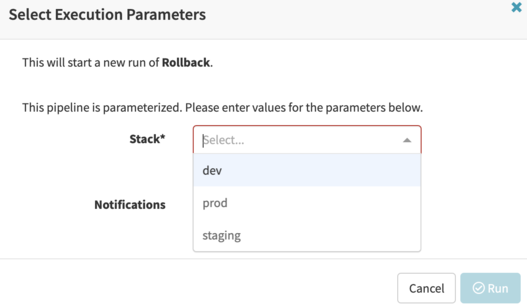 Select Execution Parameters
This will start a new run of Rollback.
This pipeline is parameterized. Please enter values for the parameters below.
Stack*
Select...
dev
Notifications
prod
staging
Cancel
Run